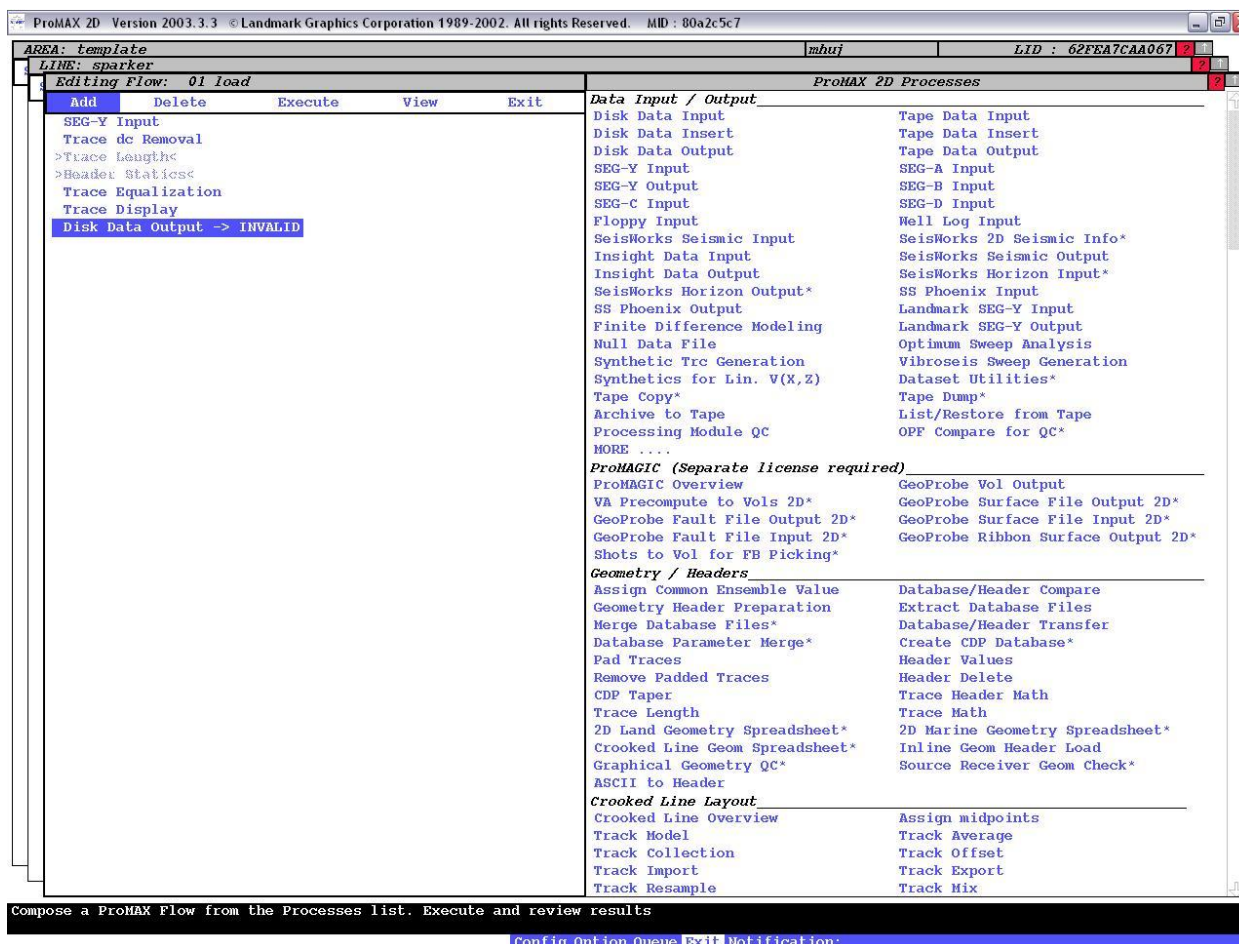 ProMAX 2D Version 2003.3.3 © Landmark Graphics Corporation 1989-2002. All rights Reserved. MID : 80a2c5c7
AREA: template mhuj LID : 62FEA7CAA067 ?
LINE: sparker ?
Editing Flow: 01 load ProMAX 2D Processes ?
Add Delete Execute View Exit
SEG-Y Input
Trace dc Removal
>Trace Length<
>Header Statics<
Trace Equalization
Trace Display
Disk Data Output -> INVALID
Data Input / Output
Disk Data Input Tape Data Input
Disk Data Insert Tape Data Insert
Disk Data Output Tape Data Output
SEG-Y Input SEG-A Input
SEG-Y Output SEG-B Input
SEG-C Input SEG-D Input
Floppy Input Well Log Input
SeisWorks Seismic Input SeisWorks 2D Seismic Info*
Insight Data Input SeisWorks Seismic Output
Insight Data Output SeisWorks Horizon Input*
SeisWorks Horizon Output* SS Phoenix Input
SS Phoenix Output Landmark SEG-Y Input
Finite Difference Modeling Landmark SEG-Y Output
Null Data File Optimum Sweep Analysis
Synthetic Trc Generation Vibroseis Sweep Generation
Synthetics for Lin. V(X,Z) Dataset Utilities*
Tape Copy* Tape Dump*
Archive to Tape List/Restore from Tape
Processing Module QC OPF Compare for QC*
MORE ....
ProMAGIC (Separate license required)
ProMAGIC Overview GeoProbe Vol Output
VA Precompute to Vols 2D* GeoProbe Surface File Output 2D*
GeoProbe Fault File Output 2D* GeoProbe Surface File Input 2D*
GeoProbe Fault File Input 2D* GeoProbe Ribbon Surface Output 2D*
Shots to Vol for FB Picking*
Geometry / Headers
Assign Common Ensemble Value Database/Header Compare
Geometry Header Preparation Extract Database Files
Merge Database Files* Database/Header Transfer
Database Parameter Merge* Create CDP Database*
Pad Traces Header Values
Remove Padded Traces Header Delete
CDP Taper Trace Header Math
Trace Length Trace Math
2D Land Geometry Spreadsheet* 2D Marine Geometry Spreadsheet*
Crooked Line Geom Spreadsheet* Inline Geom Header Load
Graphical Geometry QC* Source Receiver Geom Check*
ASCII to Header
Crooked Line Layout
Crooked Line Overview Assign midpoints
Track Model Track Average
Track Collection Track Offset
Track Import Track Export
Track Resample Track Mix
Compose a ProMAX Flow from the Processes list. Execute and review results
Config Option Queue Exit Notification: